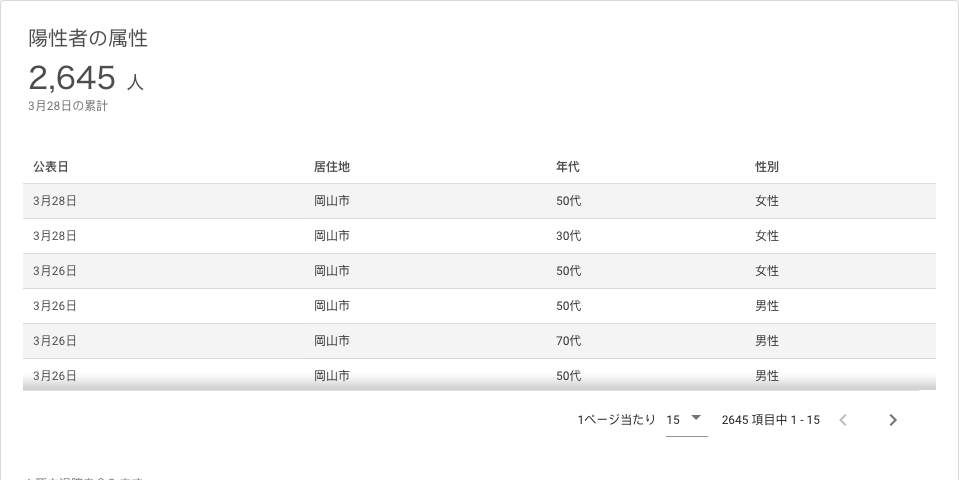 陽性者の属性
2,645 人
3月28日の累計
公表日 居住地 年代 性別
3月28日 岡山市 50代 女性
3月28日 岡山市 30代 女性
3月26日 岡山市 50代 女性
3月26日 岡山市 50代 男性
3月26日 岡山市 70代 男性
3月26日 岡山市 50代 男性
1ページ当たり 15 2645 項目中 1 - 15